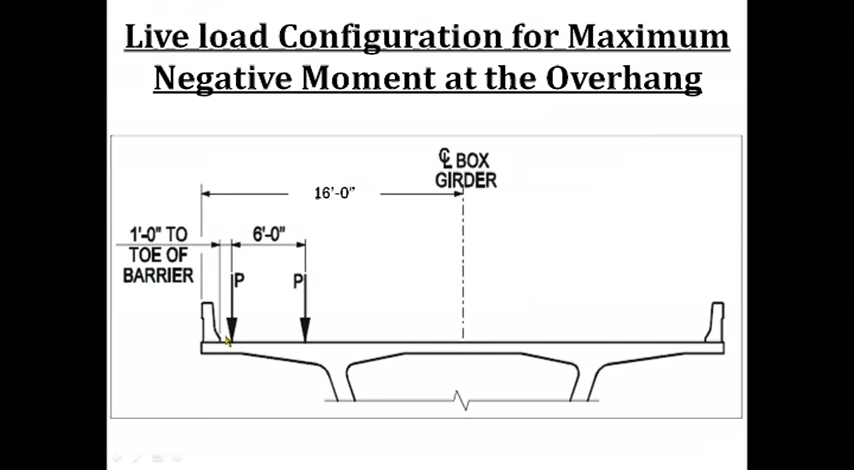 Live load Configuration for Maximum
Negative Moment at the Overhang
℄ BOX
GIRDER
16'-0"
1'-0" TO
TOE OF
BARRIER
6'-0"
P
P